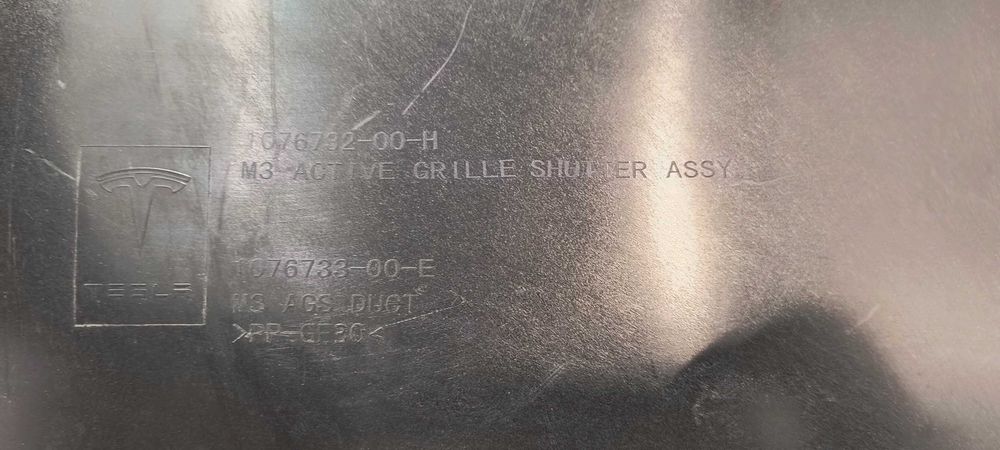 1076732-00-H
M3 ACTIVE GRILLE SHUTTER ASSY
TESLA
1076733-00-E
M3 AGS DUCT
>PP-GF30<